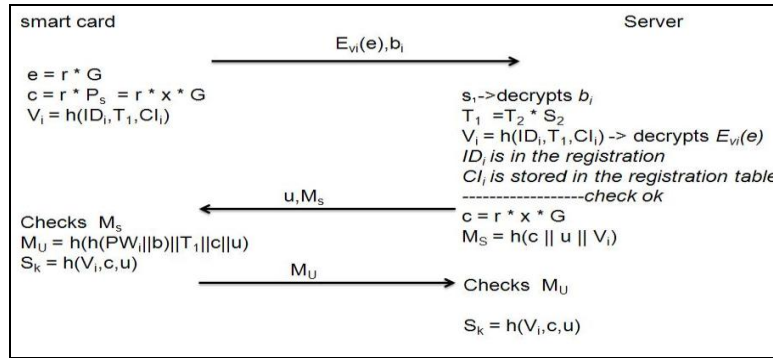 smart card
Server
E_vi(e),b_i
e = r * G
c = r * P_s = r * x * G
V_i = h(ID_i,T_1,CI_i)
s_1->decrypts b_i
T_1 =T_2 * S_2
V_i = h(ID_i,T_1,CI_i) -> decrypts E_vi(e)
ID_i is in the registration
CI_i is stored in the registration table
------------------check ok
u,M_s
c = r * x * G
M_S = h(c || u || V_i)
Checks M_s
M_U = h(h(PW_i||b)||T_1||c||u)
S_k = h(V_i,c,u)
M_U
Checks M_U
S_k = h(V_i,c,u)